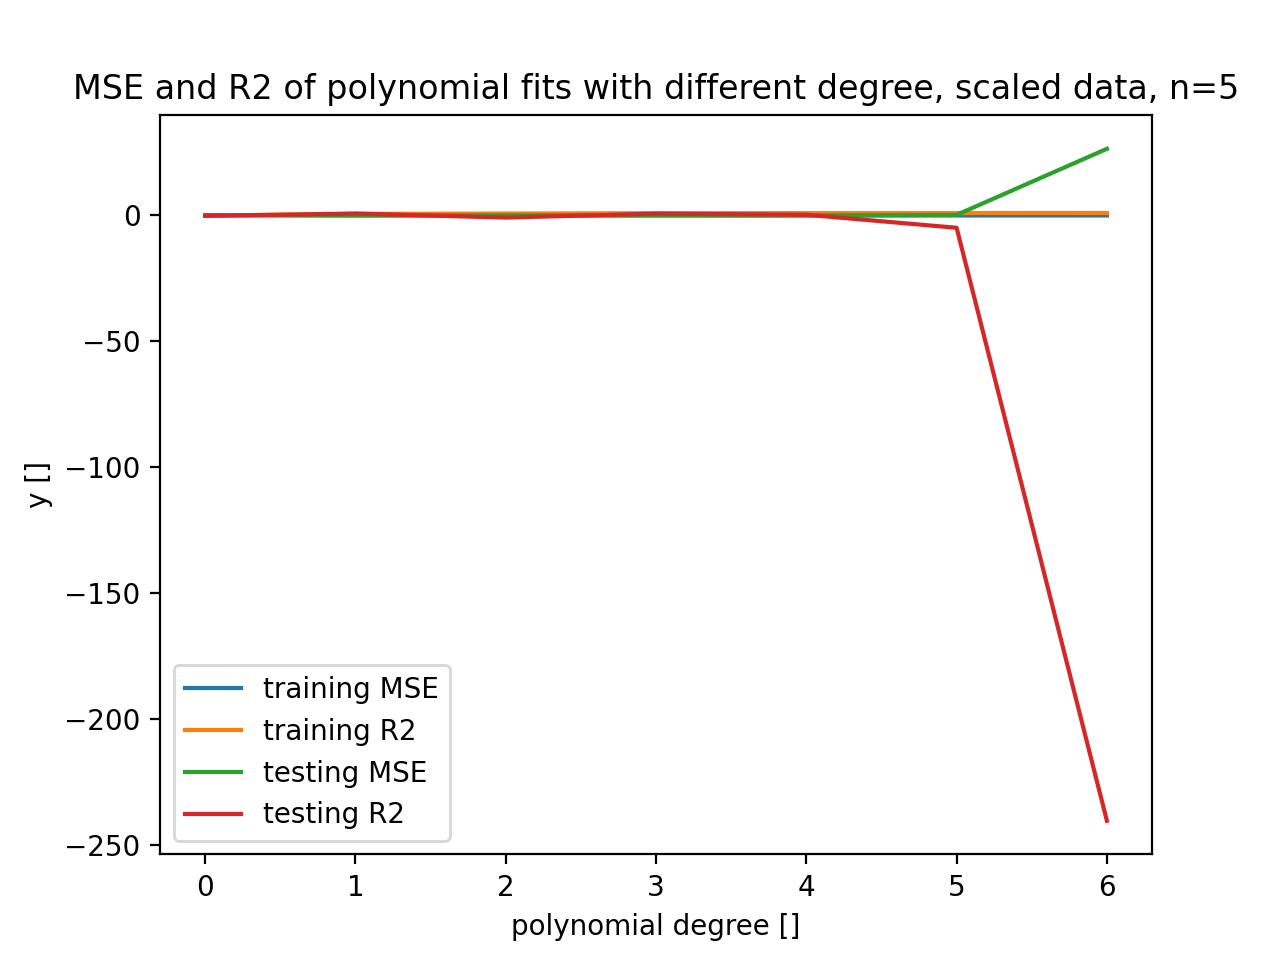 MSE and R2 of polynomial fits with different degree, scaled data, n=5
0
−50
−100
−150
−200
−250
y []
training MSE
training R2
testing MSE
testing R2
0 1 2 3 4 5 6
polynomial degree []